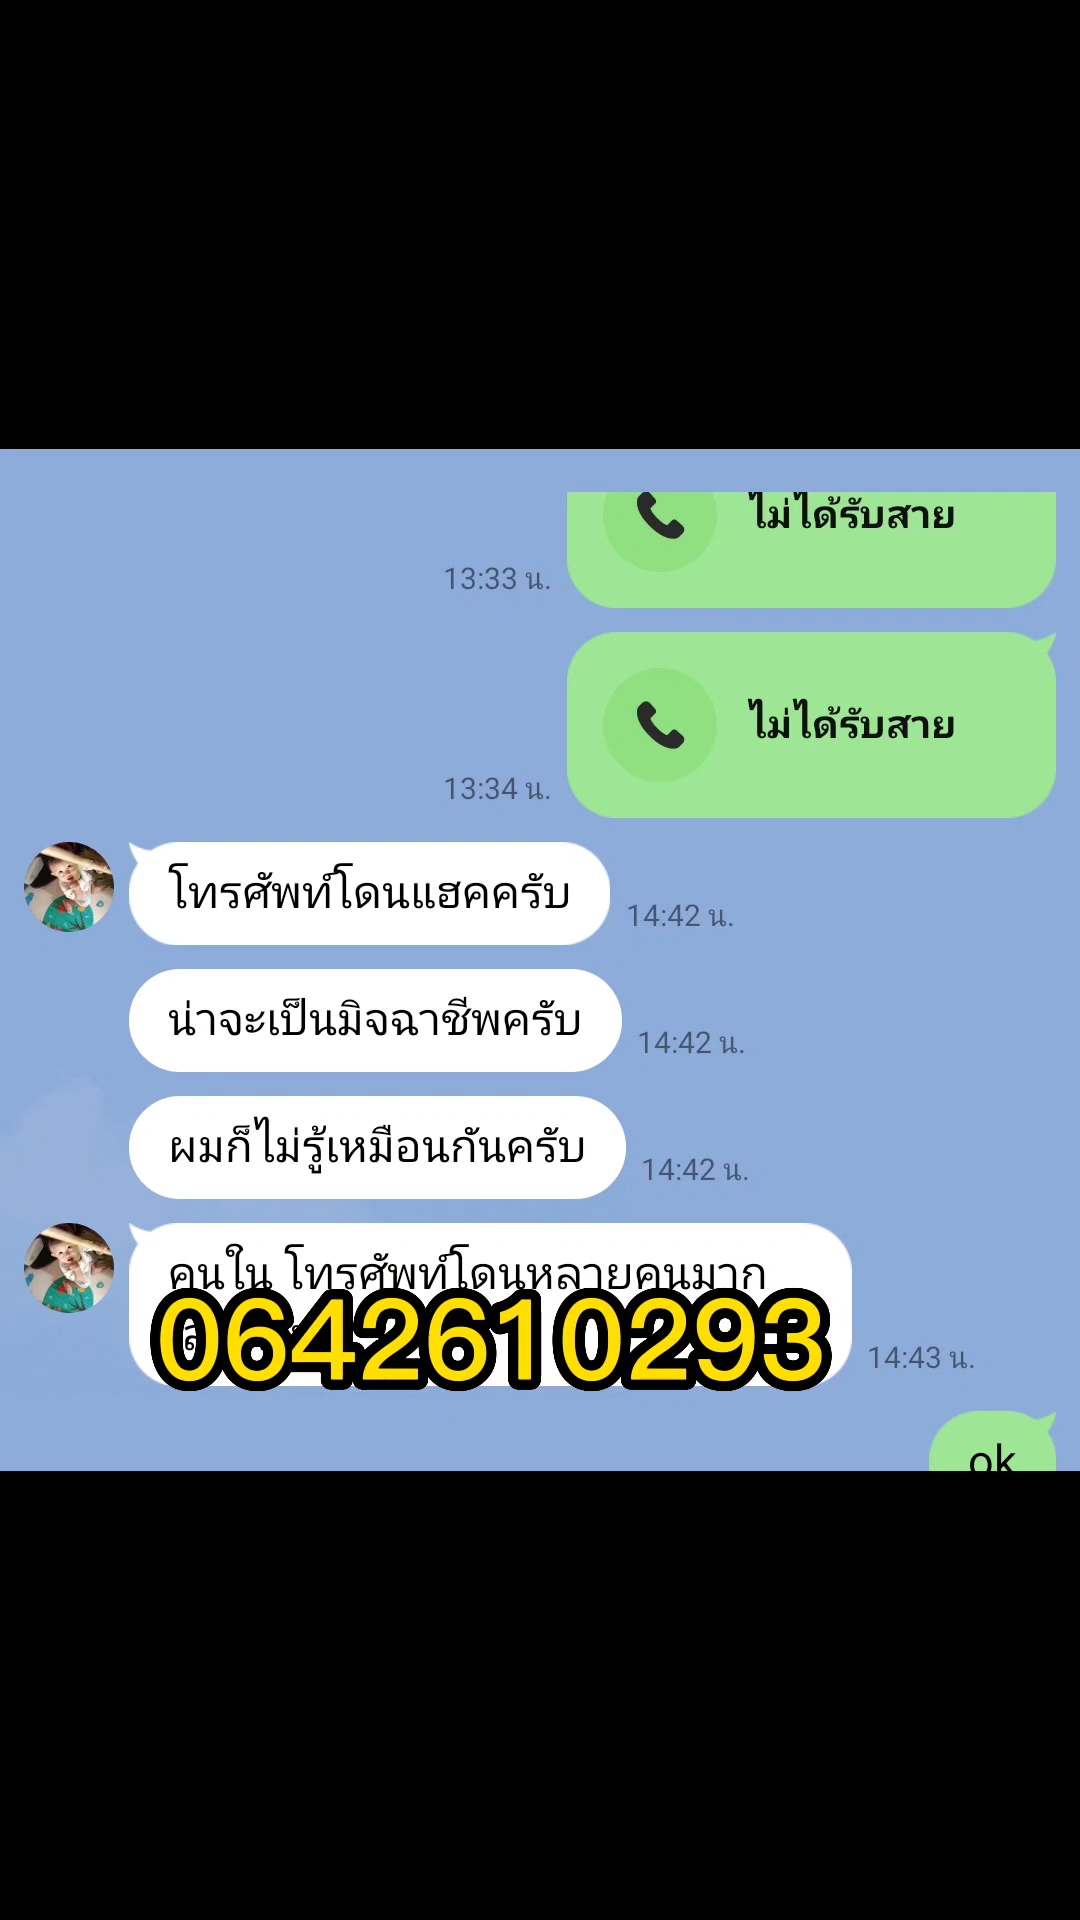 ไม่ได้รับสาย
13:33 น.
ไม่ได้รับสาย
13:34 น.
โทรศัพท์โดนแฮคครับ
14:42 น.
น่าจะเป็นมิจฉาชีพครับ
14:42 น.
ผมก็ไม่รู้เหมือนกันครับ
14:42 น.
คนใน โทรศัพท์โดนหลายคนมาก
0642610293
14:43 น.
ok